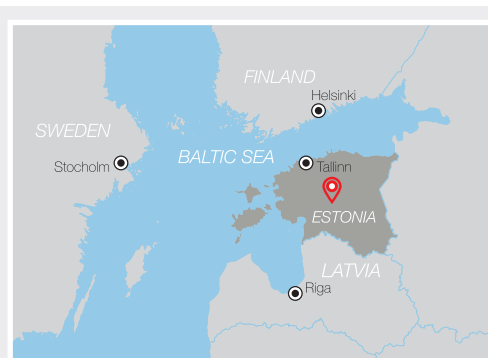 FINLAND
Helsinki
SWEDEN
Stocholm
BALTIC SEA
Tallinn
ESTONIA
LATVIA
Riga